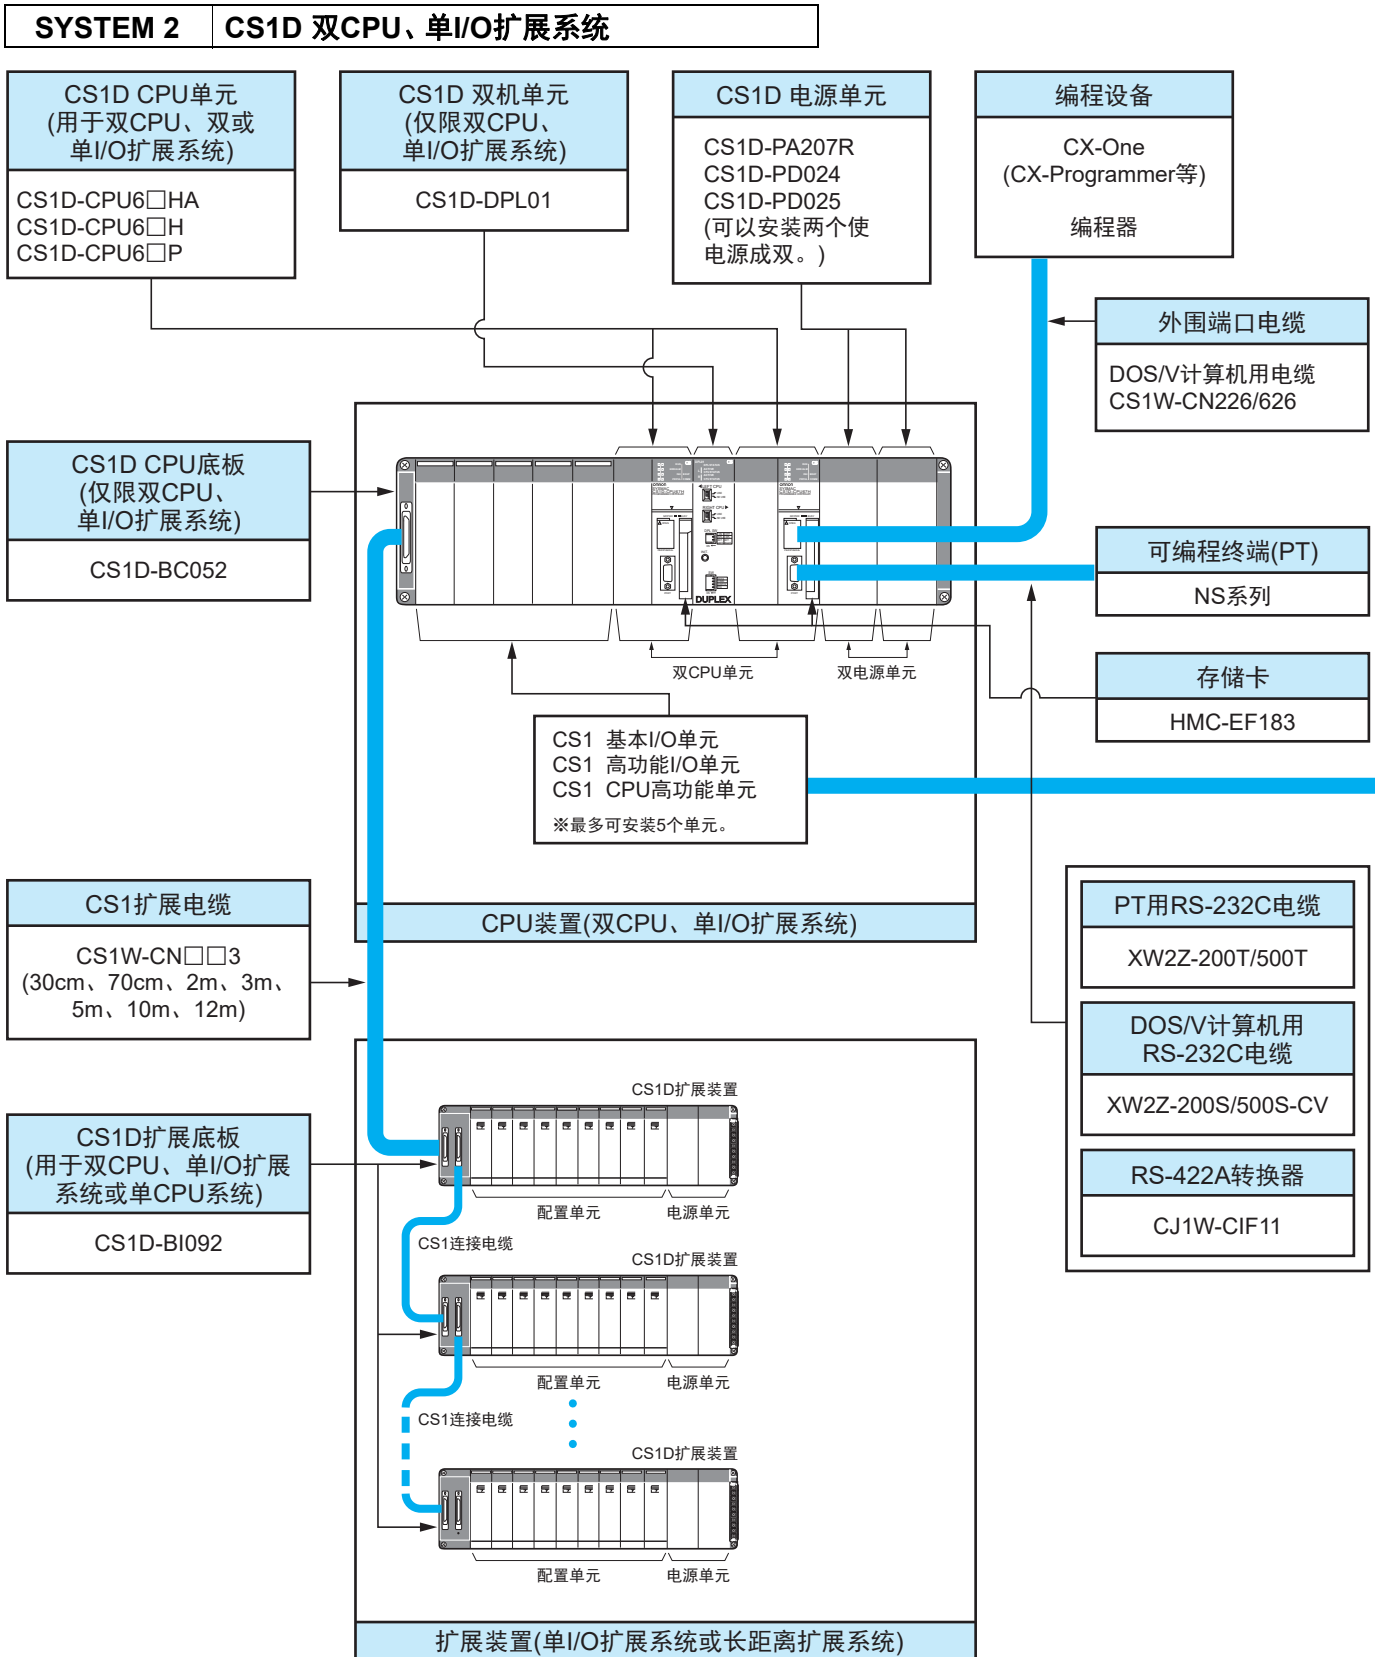 SYSTEM 2
CS1D 双CPU、单I/O扩展系统
CS1D CPU单元
(用于双CPU、双或
单I/O扩展系统)
CS1D-CPU6□HA
CS1D-CPU6□H
CS1D-CPU6□P
CS1D 双机单元
(仅限双CPU、
单I/O扩展系统)
CS1D-DPL01
CS1D 电源单元
CS1D-PA207R
CS1D-PD024
CS1D-PD025
(可以安装两个使
电源成双。)
编程设备
CX-One
(CX-Programmer等)
编程器
外围端口电缆
DOS/V计算机用电缆
CS1W-CN226/626
CS1D CPU底板
(仅限双CPU、
单I/O扩展系统)
CS1D-BC052
LEFT CPU
RIGHT CPU
DUPLEX
可编程终端(PT)
NS系列
双CPU单元
双电源单元
存储卡
HMC-EF183
CS1 基本I/O单元
CS1 高功能I/O单元
CS1 CPU高功能单元
※最多可安装5个单元。
CPU装置(双CPU、单I/O扩展系统)
CS1扩展电缆
CS1W-CN□□3
(30cm、70cm、2m、3m、
5m、10m、12m)
PT用RS-232C电缆
XW2Z-200T/500T
DOS/V计算机用
RS-232C电缆
XW2Z-200S/500S-CV
RS-422A转换器
CJ1W-CIF11
CS1D扩展底板
(用于双CPU、单I/O扩展
系统或单CPU系统)
CS1D-BI092
CS1D扩展装置
配置单元
电源单元
CS1连接电缆
CS1D扩展装置
配置单元
电源单元
CS1连接电缆
CS1D扩展装置
配置单元
电源单元
扩展装置(单I/O扩展系统或长距离扩展系统)